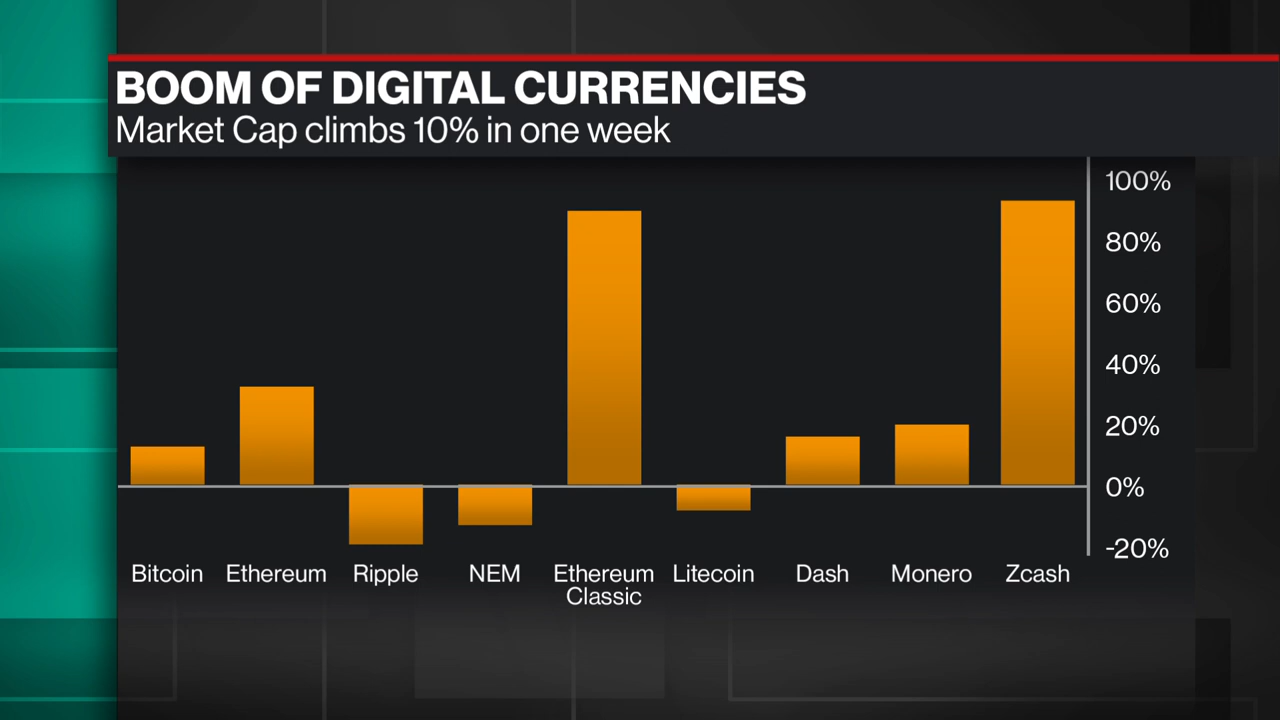 BOOM OF DIGITAL CURRENCIES
Market Cap climbs 10% in one week
100%
80%
60%
40%
20%
0%
-20%
Bitcoin Ethereum Ripple NEM Ethereum Litecoin Dash Monero Zcash
Classic